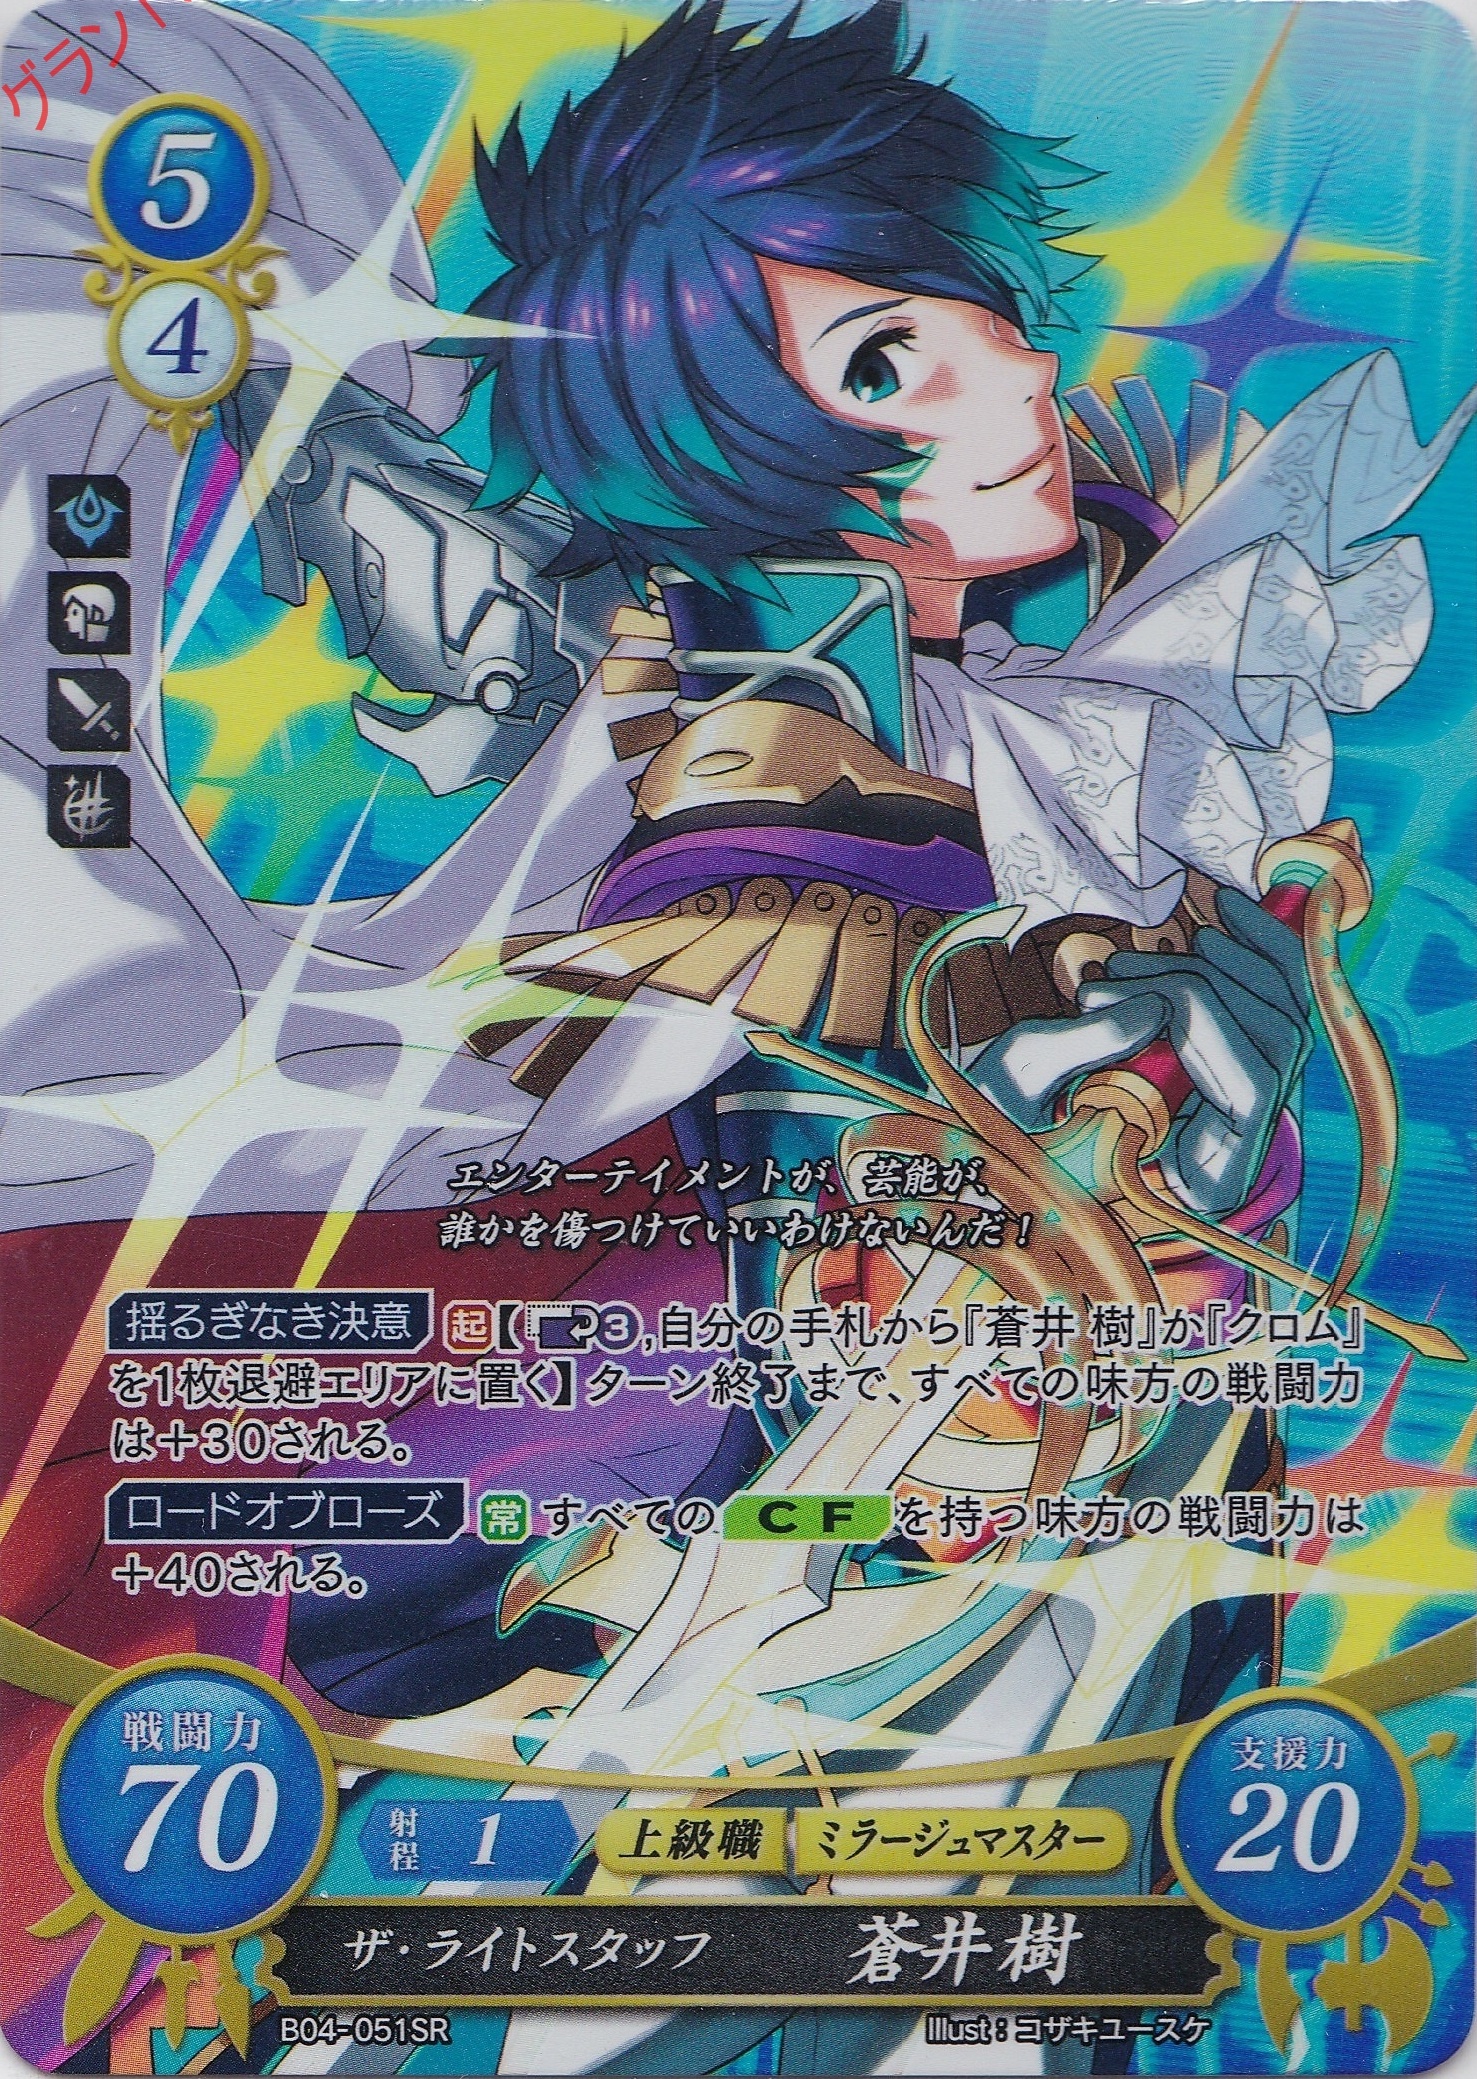 グラン
5
4
エンターテイメントが、芸能が、
誰かを傷つけていいわけないんだ！
揺るぎなき決意 起【3,自分の手札から『蒼井 樹』か『クロム』
を1枚退避エリアに置く】ターン終了まで、すべての味方の戦闘力
は＋30される。
ロードオブローズ 常 すべての CF を持つ味方の戦闘力は
＋40される。
戦闘力
70
射程 1
上級職 ミラージュマスター
支援力
20
ザ・ライトスタッフ 蒼井 樹
B04-051SR
Illust：コザキユースケ